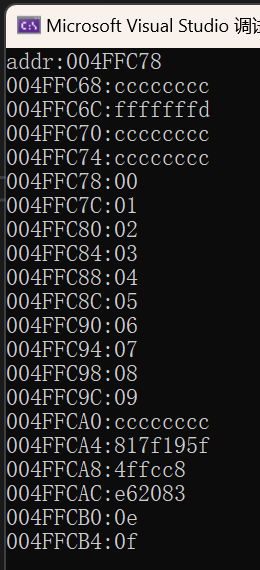 Microsoft Visual Studio 调试
addr:004FFC78
004FFC68:cccccccc
004FFC6C:fffffffd
004FFC70:cccccccc
004FFC74:cccccccc
004FFC78:00
004FFC7C:01
004FFC80:02
004FFC84:03
004FFC88:04
004FFC8C:05
004FFC90:06
004FFC94:07
004FFC98:08
004FFC9C:09
004FFCA0:cccccccc
004FFCA4:817f195f
004FFCA8:4ffcc8
004FFCAC:e62083
004FFCB0:0e
004FFCB4:0f